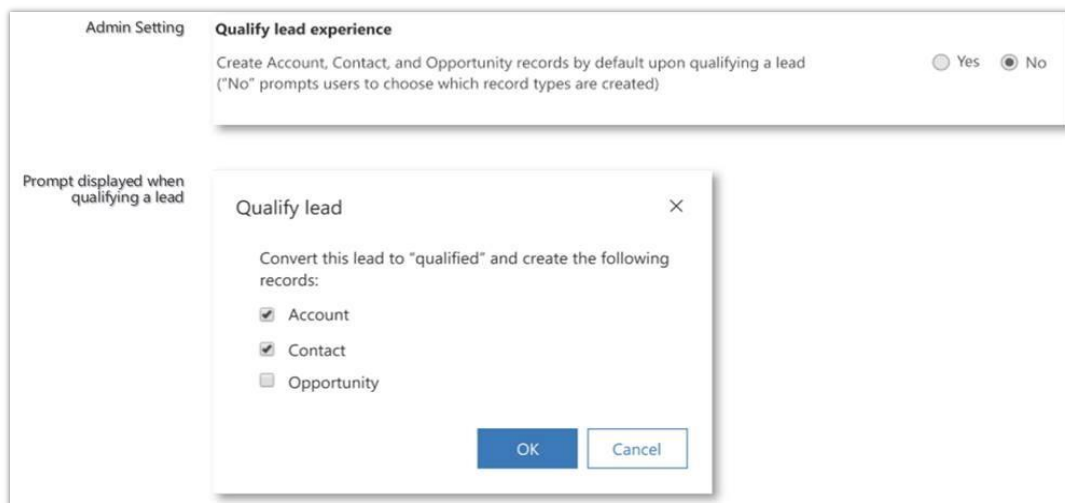 Admin Setting
Qualify lead experience
Create Account, Contact, and Opportunity records by default upon qualifying a lead
("No" prompts users to choose which record types are created)
Yes
No
Prompt displayed when
qualifying a lead
Qualify lead
Convert this lead to "qualified" and create the following
records:
Account
Contact
Opportunity
OK
Cancel